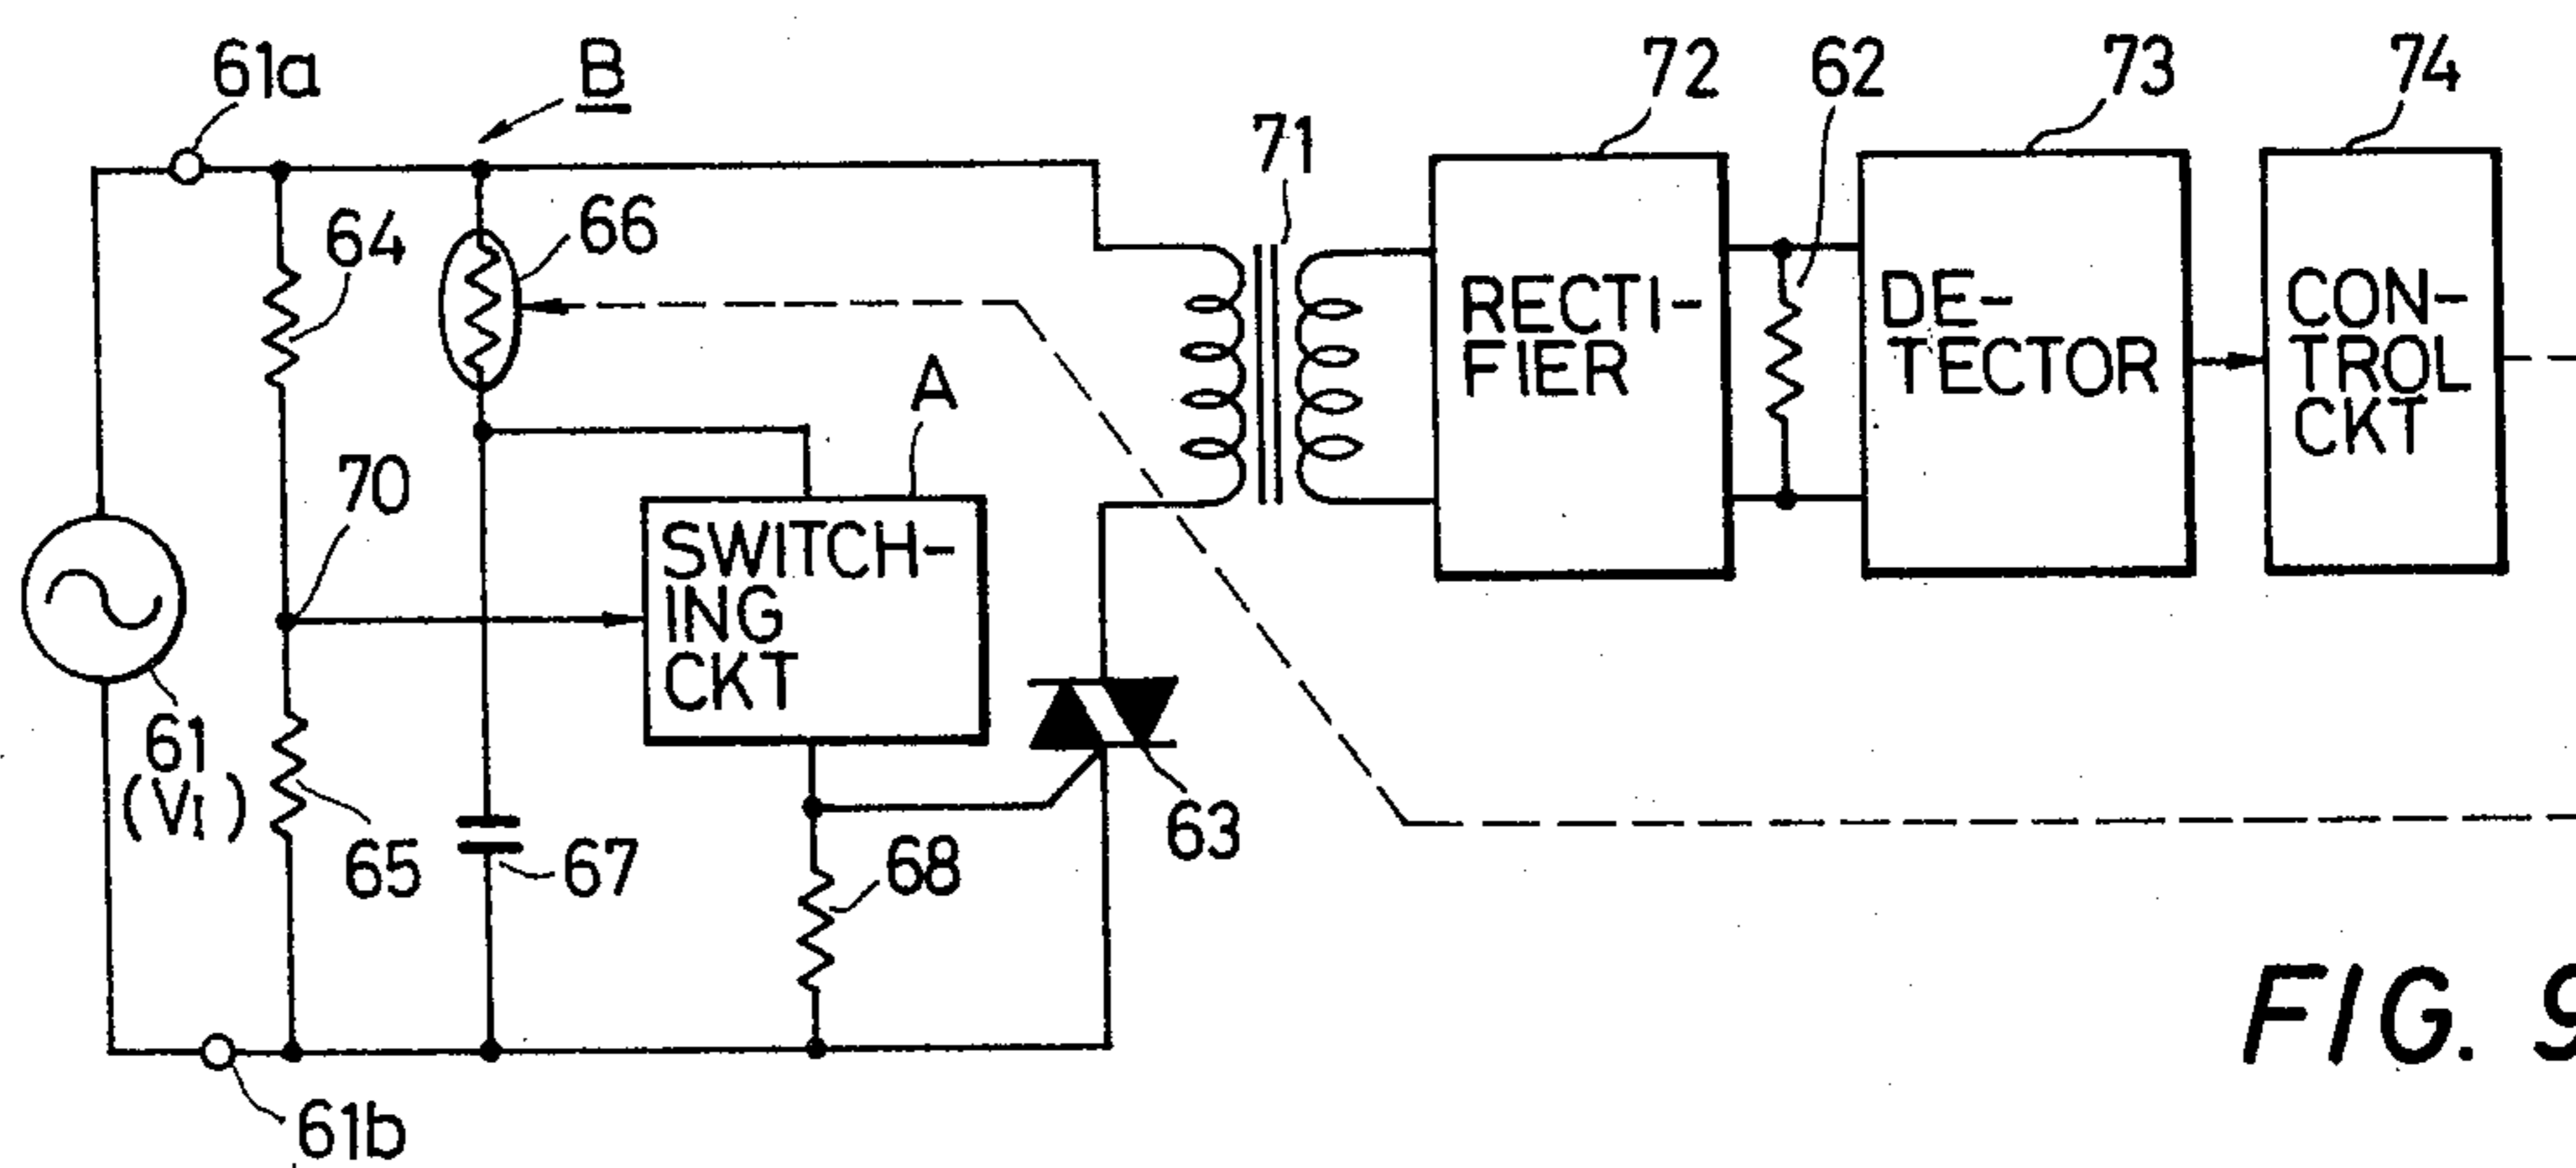 61a
B
71
72
62
73
74
64
66
RECTI-
FIER
DE-
TECTOR
CON-
TROL
CKT
A
70
SWITCH-
ING
CKT
61
(VI)
65
67
68
63
61b
FIG. 9